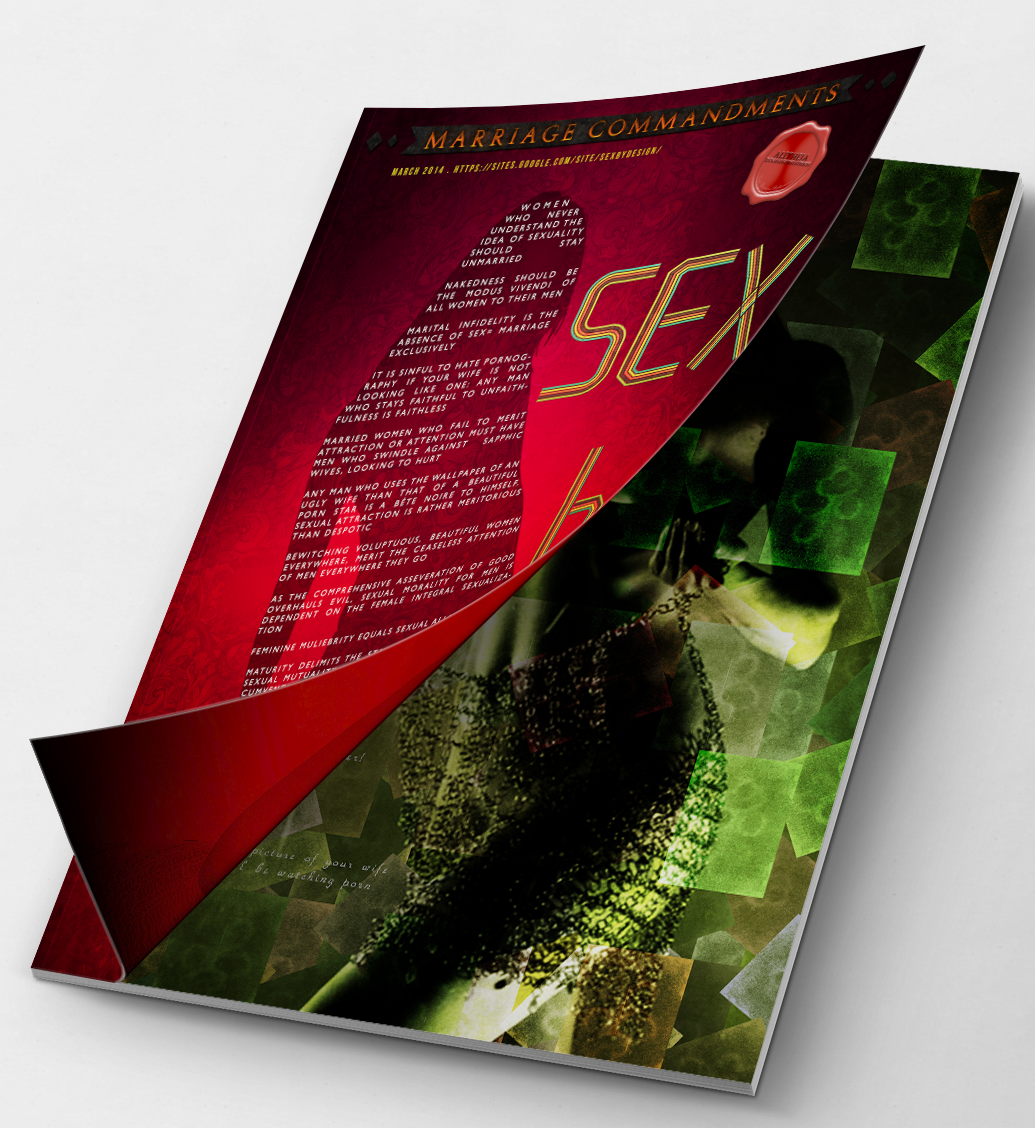 MARRIAGE COMMANDMENTS
MARCH 2014 . HTTPS://SITES.GOOGLE.COM/SITE/SEXBYDESIGN/
ALETHEIA
WOMEN
WHO NEVER
UNDERSTAND THE
IDEA OF SEXUALITY
SHOULD STAY
UNMARRIED
NAKEDNESS SHOULD BE
THE MODUS VIVENDI OF
ALL WOMEN TO THEIR MEN
MARITAL INFIDELITY IS THE
ABSENCE OF SEX= MARRIAGE
EXCLUSIVELY
IT IS SINFUL TO HATE PORNOG-
RAPHY IF YOUR WIFE IS NOT
LOOKING LIKE ONE: ANY MAN
WHO STAYS FAITHFUL TO UNFAITH-
FULNESS IS FAITHLESS
MARRIED WOMEN WHO FAIL TO MERIT
ATTRACTION OR ATTENTION MUST HAVE
MEN WHO SWINDLE AGAINST SAPPHIC
WIVES, LOOKING TO HURT
ANY MAN WHO USES THE WALLPAPER OF AN
UGLY WIFE THAN THAT OF A BEAUTIFUL
PORN STAR IS A BÊTE NOIRE TO HIMSELF.
SEXUAL ATTRACTION IS RATHER MERITORIOUS
THAN DESPOTIC
BEWITCHING VOLUPTUOUS, BEAUTIFUL WOMEN
EVERYWHERE, MERIT THE CEASELESS ATTENTION
OF MEN EVERYWHERE THEY GO
AS THE COMPREHENSIVE ASSEVERATION OF GOOD
OVERHAULS EVIL, SEXUAL MORALITY FOR MEN IS
DEPENDENT ON THE FEMALE INTEGRAL SEXUALIZA-
TION
FEMININE MULIEBRITY EQUALS SEXUAL
MATURITY DELIMITS THE
SEXUAL
SEX
b
picture of your wife
be watching porn